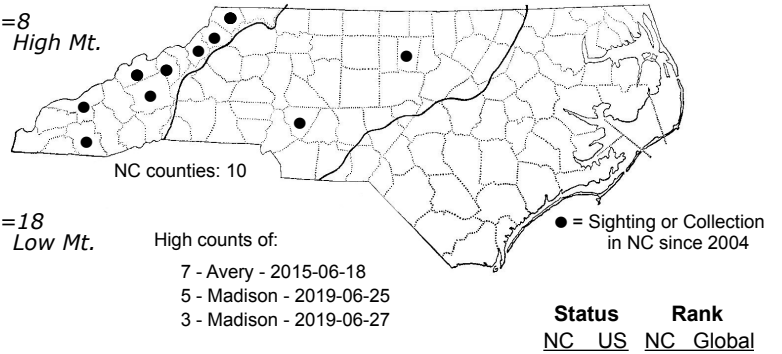 =8
High Mt.
NC counties: 10
=18
Low Mt.
High counts of:
7 - Avery - 2015-06-18
5 - Madison - 2019-06-25
3 - Madison - 2019-06-27
● = Sighting or Collection
in NC since 2004
Status Rank
NC US NC Global